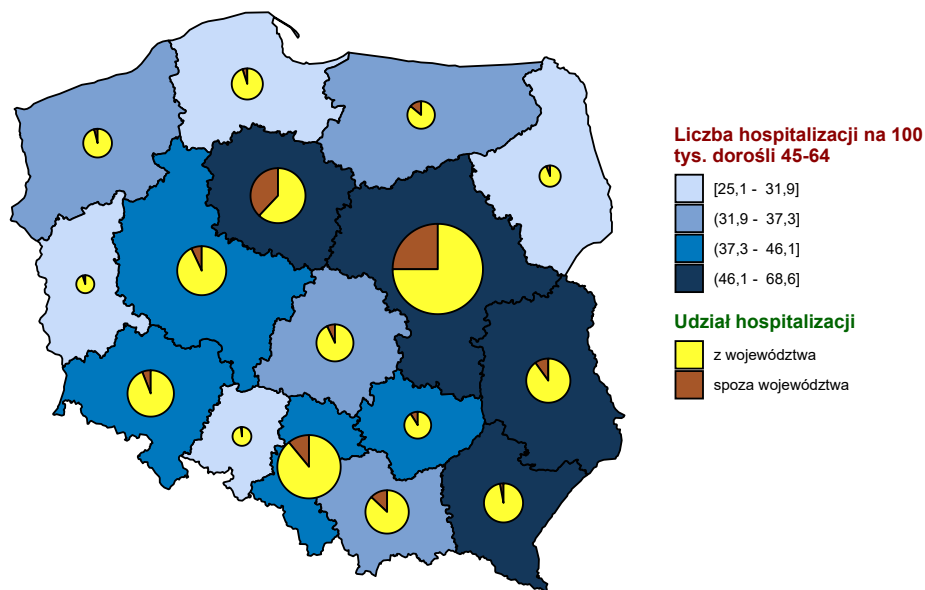 Liczba hospitalizacji na 100
tys. dorośli 45-64
[25,1 - 31,9]
(31,9 - 37,3]
(37,3 - 46,1]
(46,1 - 68,6]
Udział hospitalizacji
z województwa
spoza województwa